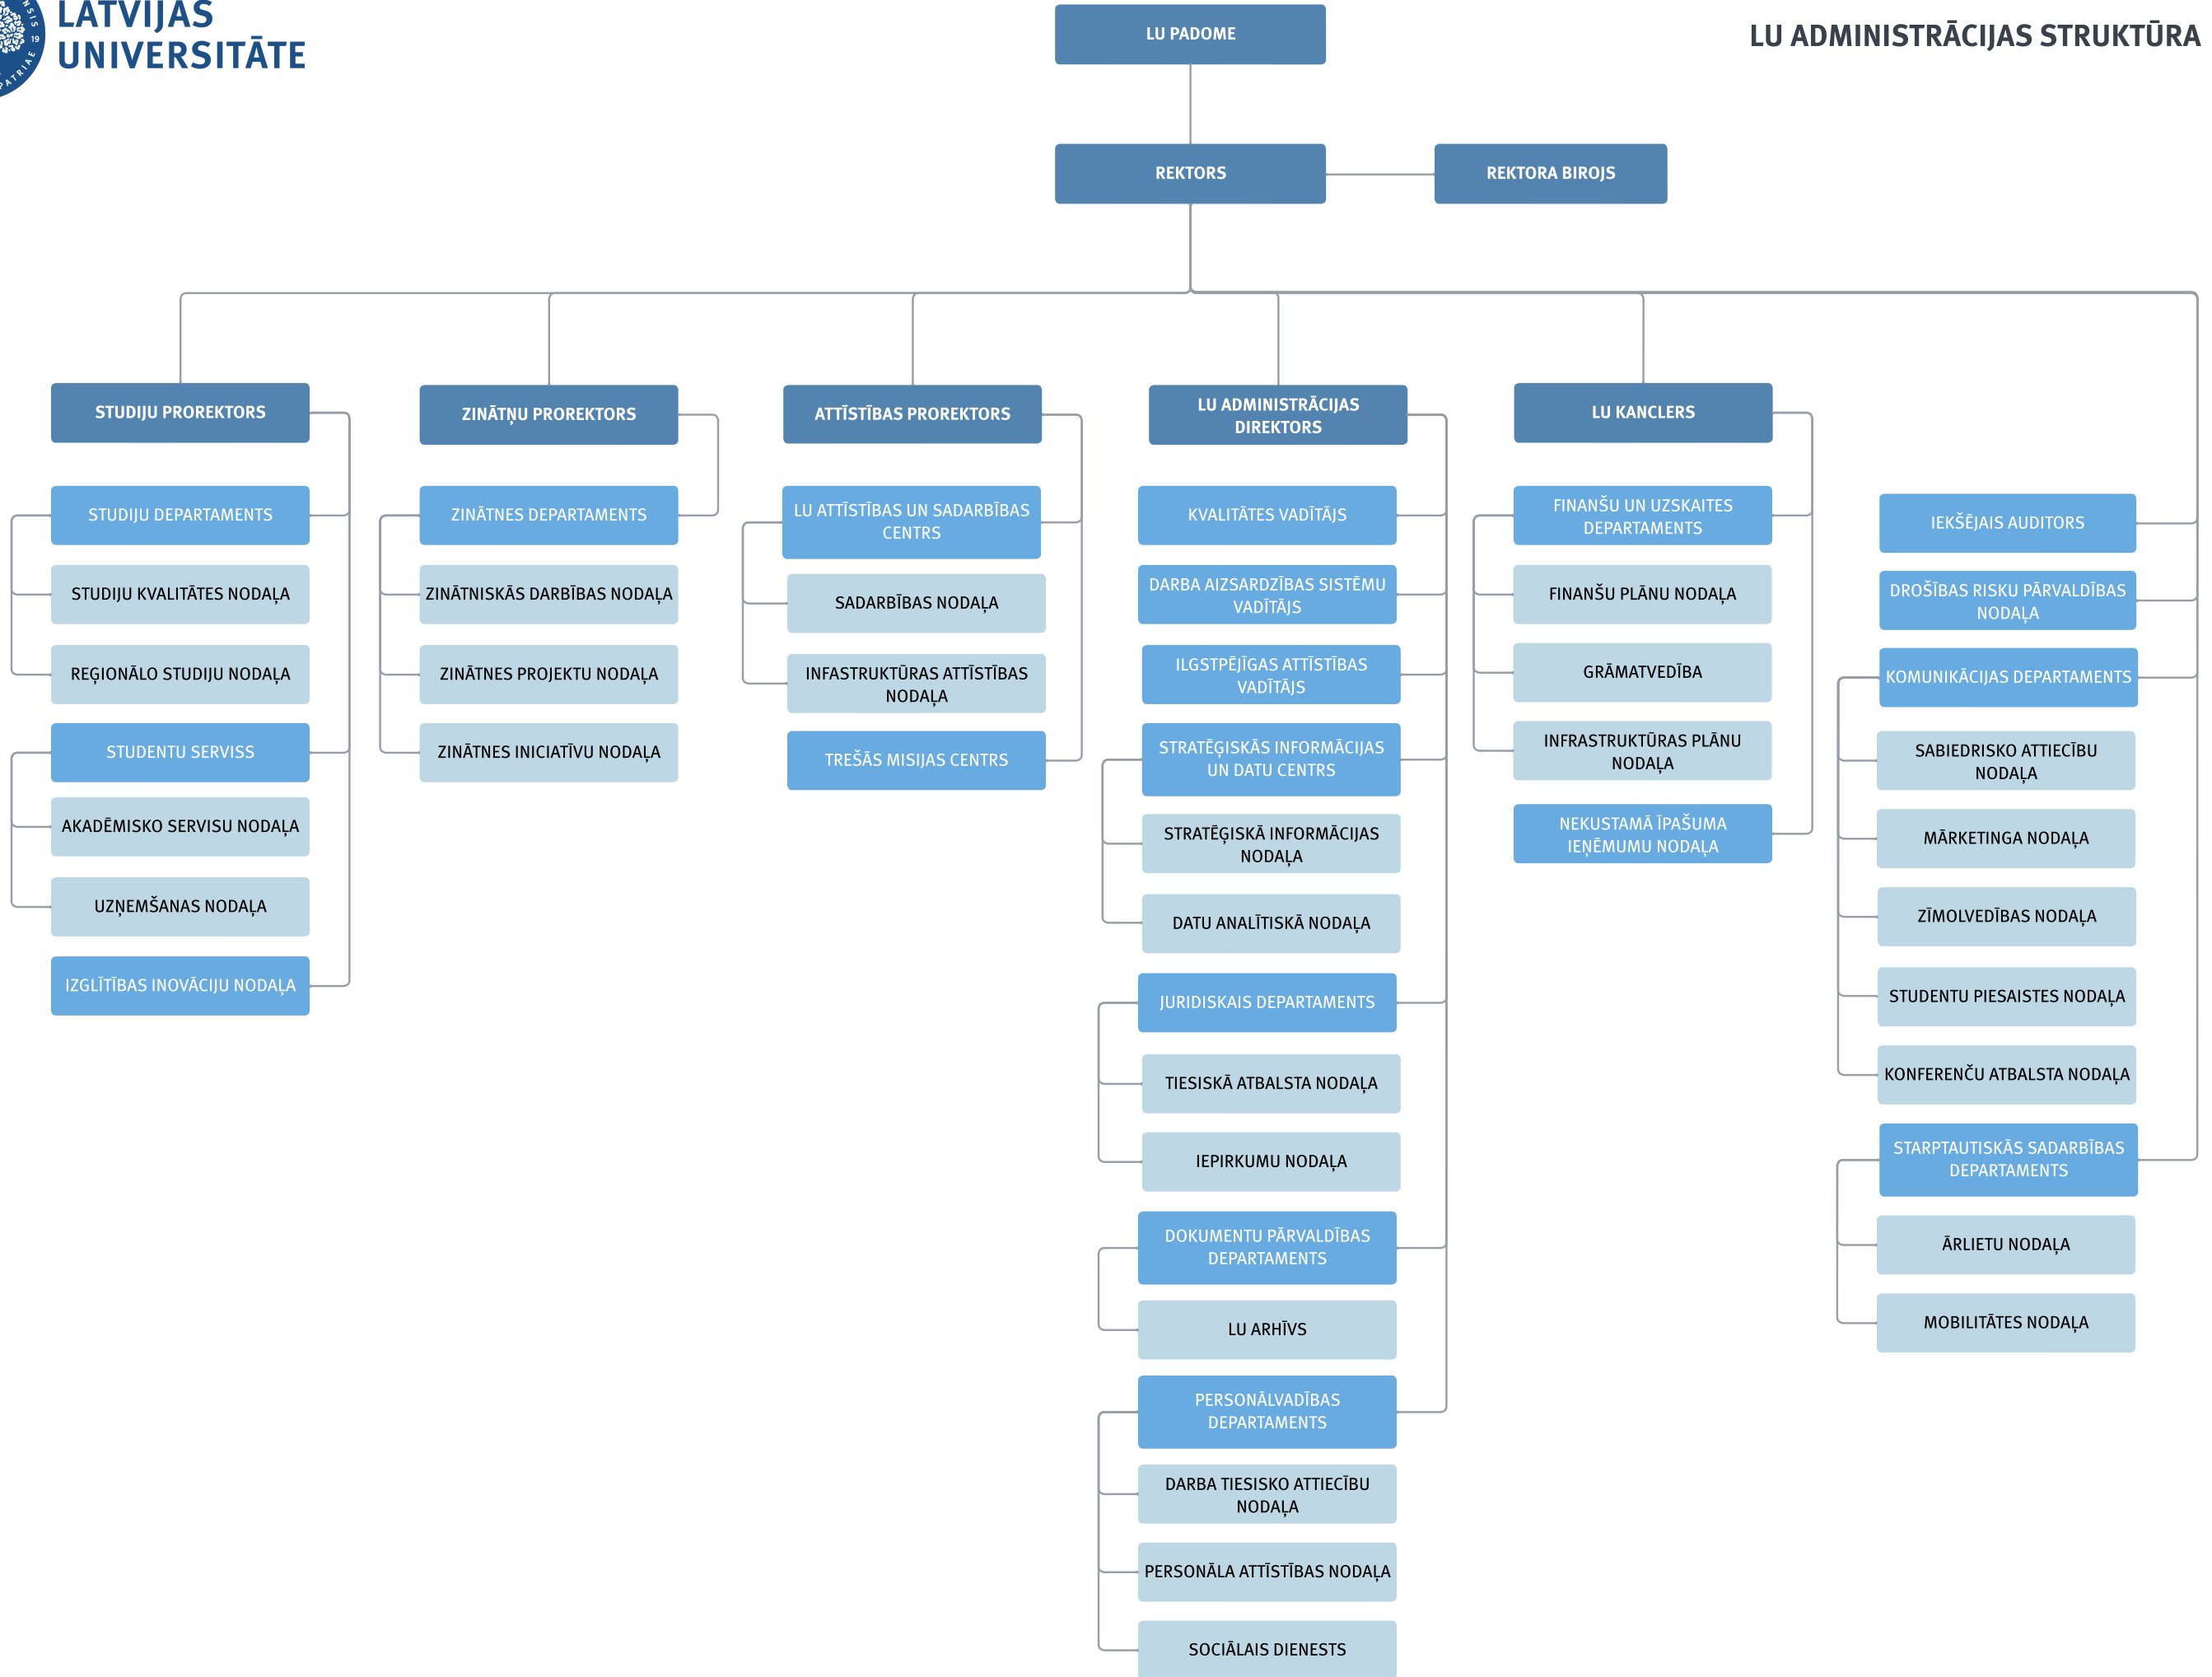 LATVIJAS
UNIVERSITĀTE
LU ADMINISTRĀCIJAS STRUKTŪRA
LU PADOME
REKTORS
REKTORA BIROJS
STUDIJU PROREKTORS
STUDIJU DEPARTAMENTS
STUDIJU KVALITĀTES NODAĻA
REĢIONĀLO STUDIJU NODAĻA
STUDENTU SERVISS
AKADĒMISKO SERVISU NODAĻA
UZŅEMŠANAS NODAĻA
IZGLĪTĪBAS INOVĀCIJU NODAĻA
ZINĀTŅU PROREKTORS
ZINĀTNES DEPARTAMENTS
ZINĀTNISKĀS DARBĪBAS NODAĻA
ZINĀTNES PROJEKTU NODAĻA
ZINĀTNES INICIATĪVU NODAĻA
ATTĪSTĪBAS PROREKTORS
LU ATTĪSTĪBAS UN SADARBĪBAS
CENTRS
SADARBĪBAS NODAĻA
INFASTRUKTŪRAS ATTĪSTĪBAS
NODAĻA
TREŠĀS MISIJAS CENTRS
LU ADMINISTRĀCIJAS
DIREKTORS
KVALITĀTES VADĪTĀJS
DARBA AIZSARDZĪBAS SISTĒMU
VADĪTĀJS
ILGSTPĒJĪGAS ATTĪSTĪBAS
VADĪTĀJS
STRATĒĢISKĀS INFORMĀCIJAS
UN DATU CENTRS
STRATĒĢISKĀ INFORMĀCIJAS
NODAĻA
DATU ANALĪTISKĀ NODAĻA
JURIDISKAIS DEPARTAMENTS
TIESISKĀ ATBALSTA NODAĻA
IEPIRKUMU NODAĻA
DOKUMENTU PĀRVALDĪBAS
DEPARTAMENTS
LU ARHĪVS
PERSONĀLVADĪBAS
DEPARTAMENTS
DARBA TIESISKO ATTIECĪBU
NODAĻA
PERSONĀLA ATTĪSTĪBAS NODAĻA
SOCIĀLAIS DIENESTS
LU KANCLERS
FINANŠU UN UZSKAITES
DEPARTAMENTS
FINANŠU PLĀNU NODAĻA
GRĀMATVEDĪBA
INFRASTRUKTŪRAS PLĀNU
NODAĻA
NEKUSTAMĀ ĪPAŠUMA
IEŅĒMUMU NODAĻA
IEKŠĒJAIS AUDITORS
DROŠĪBAS RISKU PĀRVALDĪBAS
NODAĻA
KOMUNIKĀCIJAS DEPARTAMENTS
SABIEDRISKO ATTIECĪBU
NODAĻA
MĀRKETINGA NODAĻA
ZĪMOLVEDĪBAS NODAĻA
STUDENTU PIESAISTES NODAĻA
KONFERENČU ATBALSTA NODAĻA
STARPTAUTISKĀS SADARBĪBAS
DEPARTAMENTS
ĀRLIETU NODAĻA
MOBILITĀTES NODAĻA